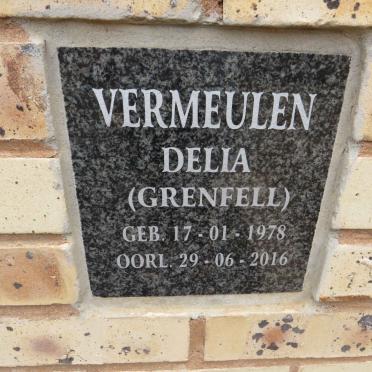 VERMEULEN
DELIA
(GRENFELL)
GEB. 17 - 01 - 1978
OORL. 29 - 06 - 2016